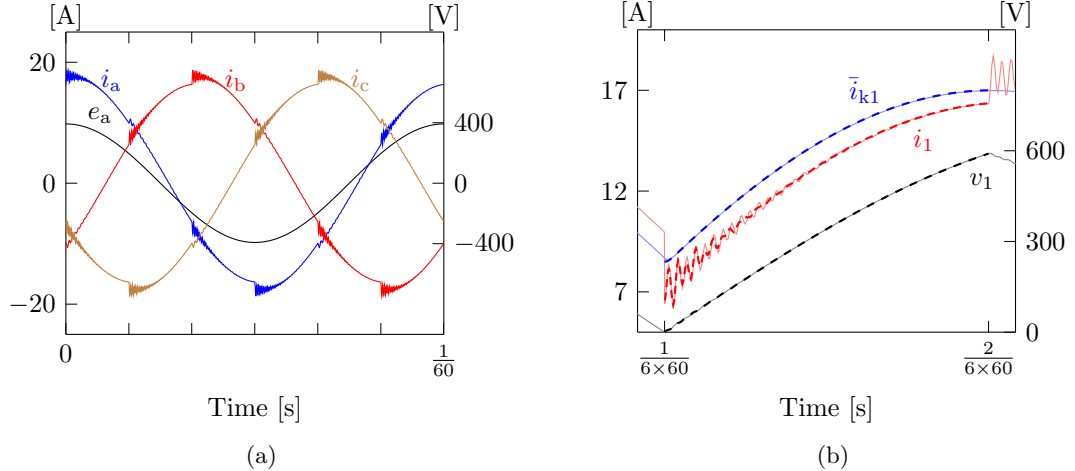 [A] [V]
20
i_a i_b i_c
e_a
400
0 0
−400
−20
0 1/60
Time [s]
(a)
[A] [V]
17
i̅_k1
i_1
600
v_1
12
300
7
0
1/(6×60) 2/(6×60)
Time [s]
(b)